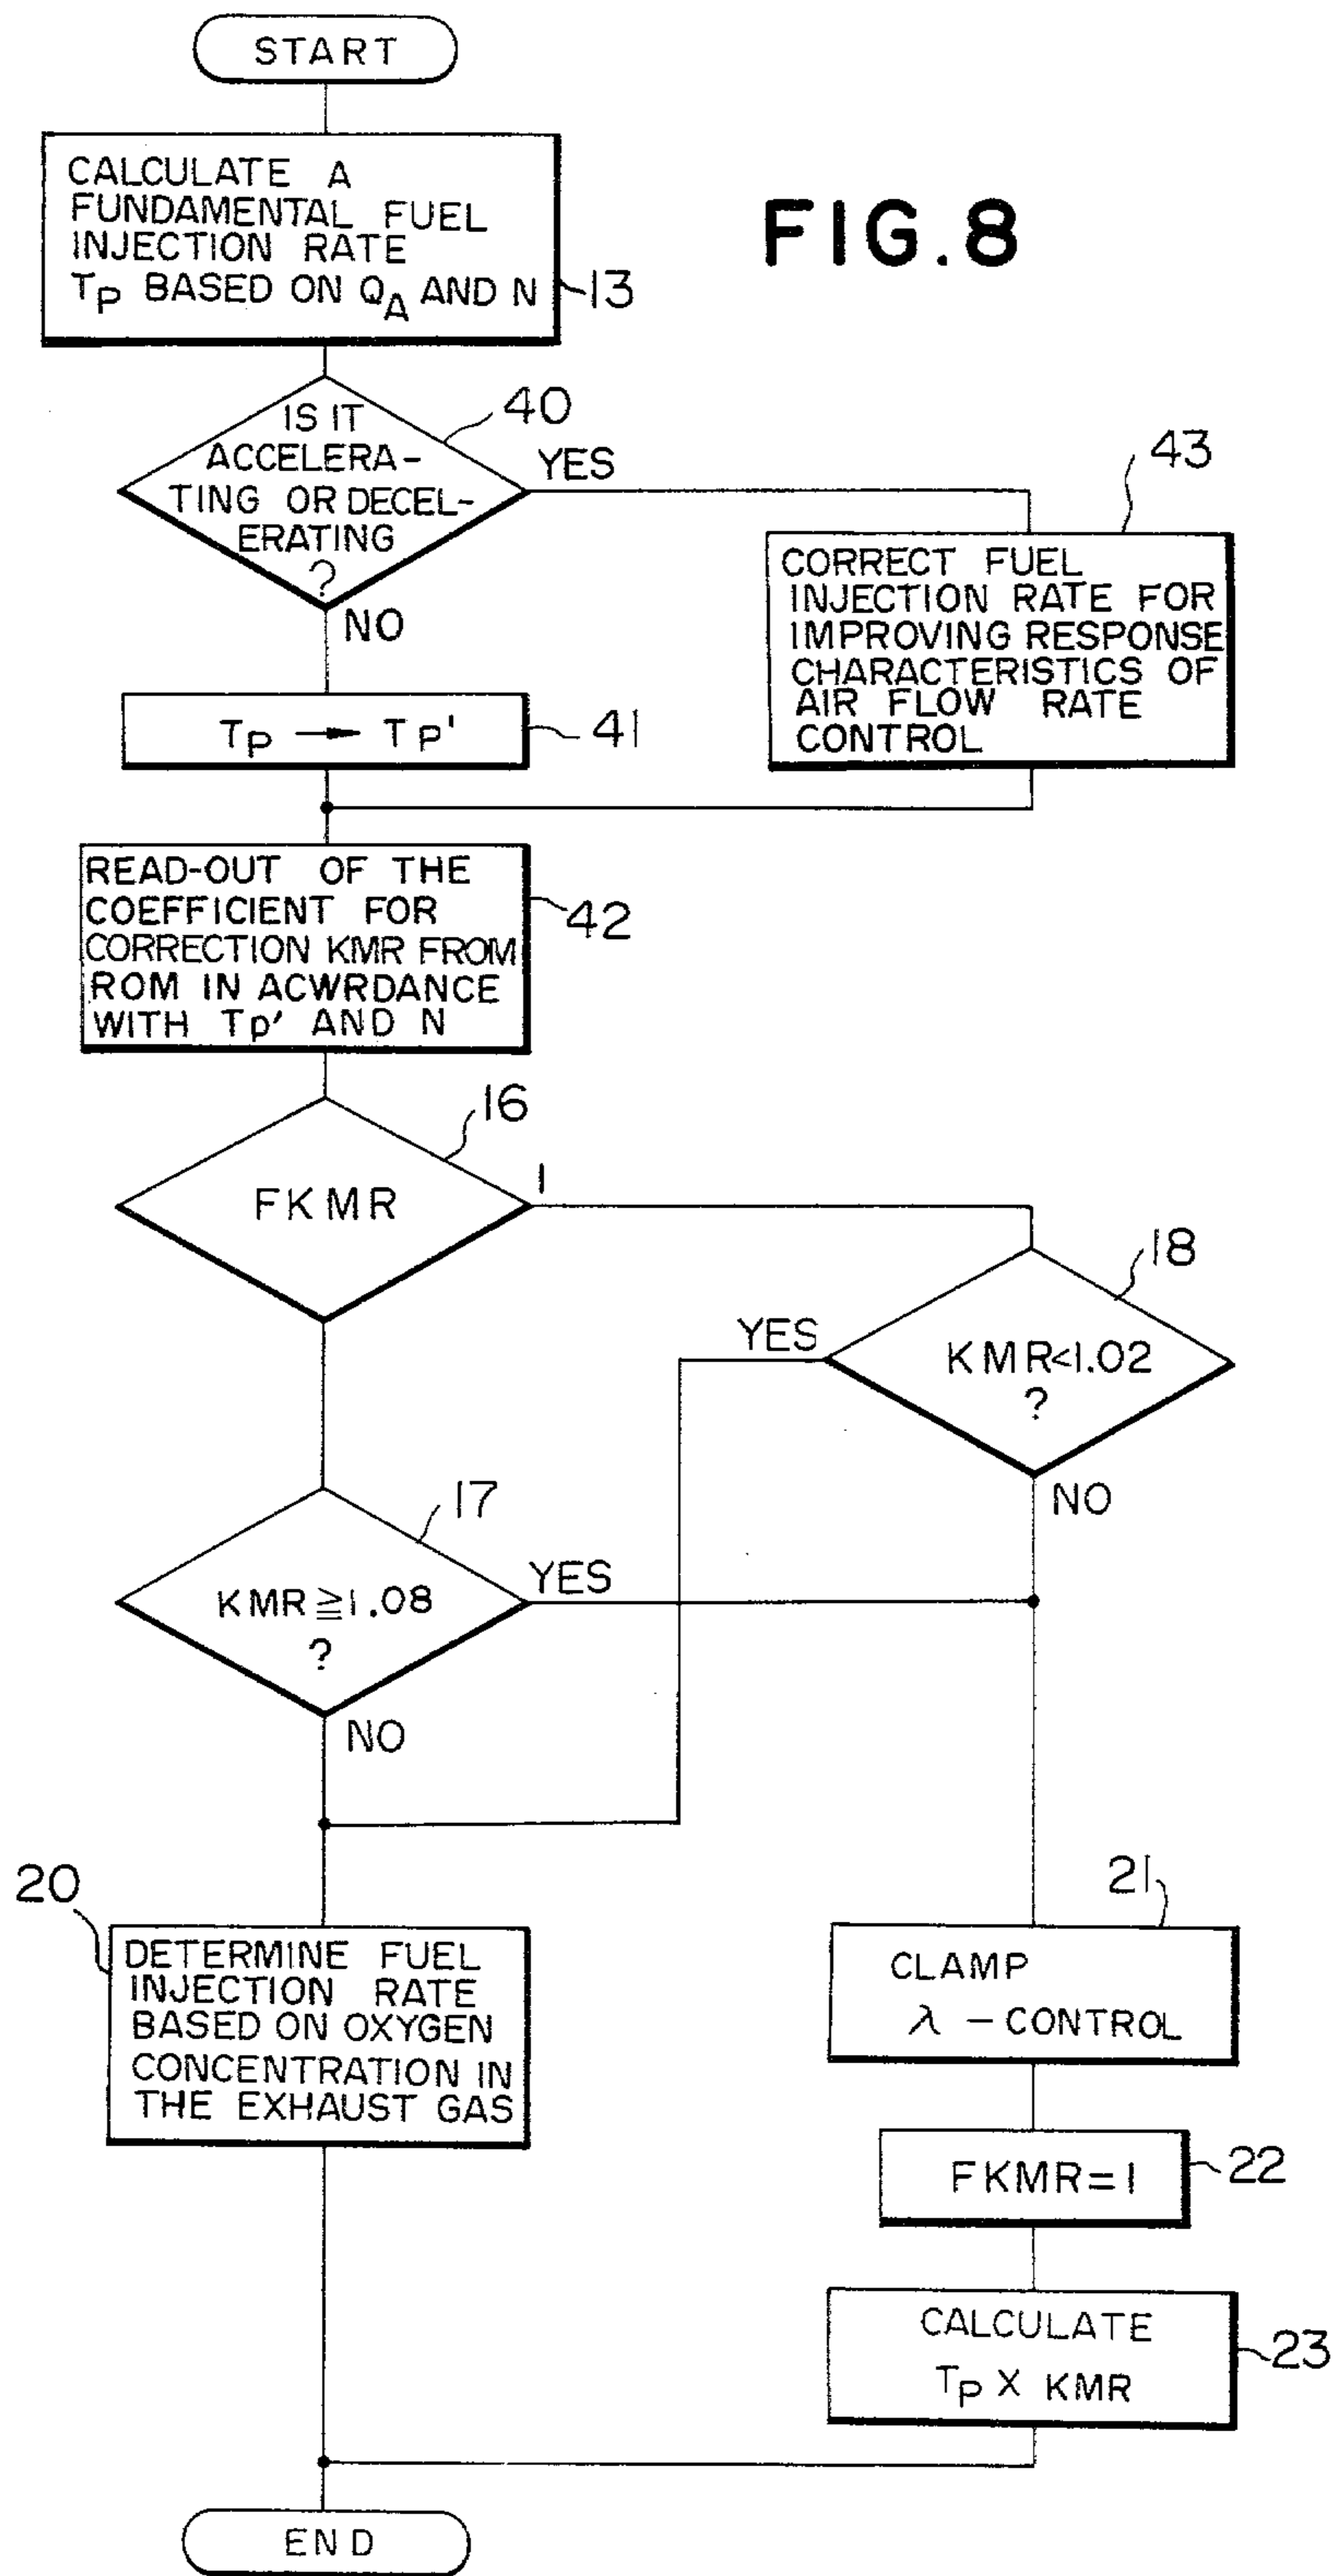 START
CALCULATE A
FUNDAMENTAL FUEL
INJECTION RATE
TP BASED ON QA AND N
13
FIG.8
IS IT
ACCELERA-
TING OR DECEL-
ERATING
?
40
YES
NO
43
CORRECT FUEL
INJECTION RATE FOR
IMPROVING RESPONSE
CHARACTERISTICS OF
AIR FLOW RATE
CONTROL
TP → TP'
41
READ-OUT OF THE
COEFFICIENT FOR
CORRECTION KMR FROM
ROM IN ACWRDANCE
WITH Tp' AND N
42
FKMR
16
1
18
KMR<1.02
?
YES
NO
17
KMR≧1.08
?
YES
NO
20
DETERMINE FUEL
INJECTION RATE
BASED ON OXYGEN
CONCENTRATION IN
THE EXHAUST GAS
21
CLAMP
λ - CONTROL
FKMR=1
22
CALCULATE
TP X KMR
23
END